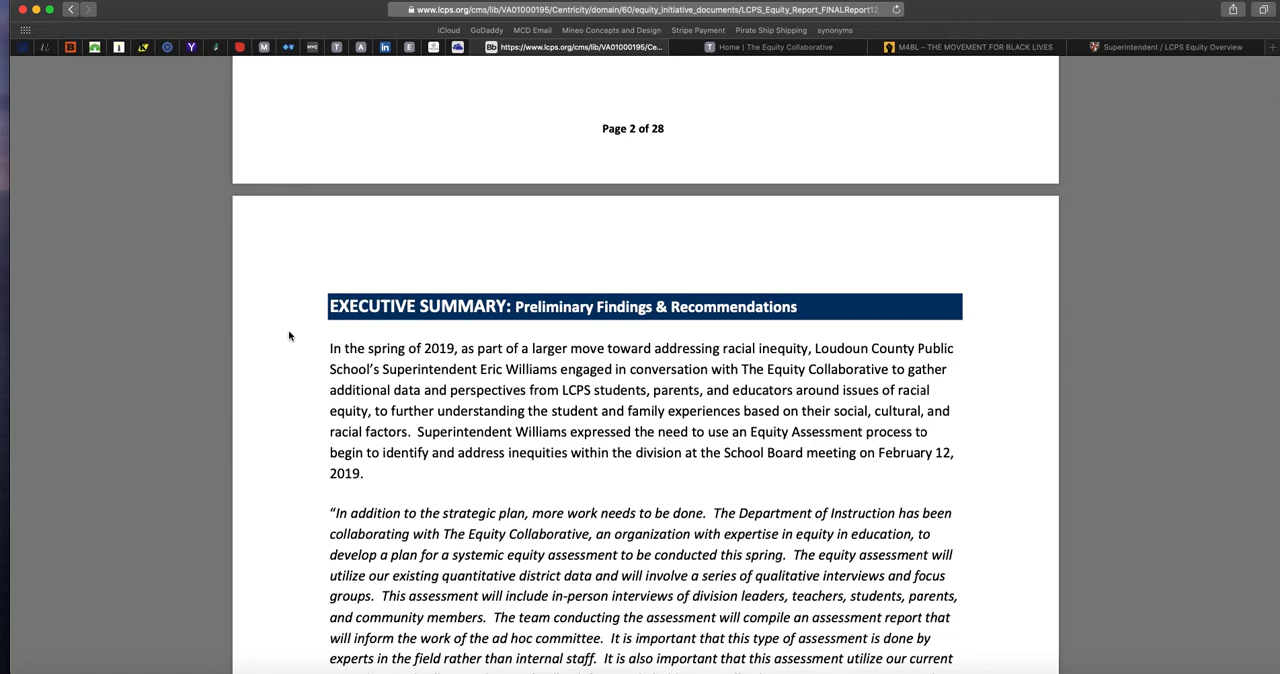 www.lcps.org/cms/lib/VA01000195/Centricity/domain/60/equity_initiative_documents/LCPS_Equity_Report_FINALReport12
iCloud GoDaddy MCD Email Mineo Concepts and Design Stripe Payment Pirate Ship Shipping synonyms
https://www.lcps.org/cms/lib/VA01000195/Ce... Home | The Equity Collaborative M4BL – THE MOVEMENT FOR BLACK LIVES Superintendent / LCPS Equity Overview
Page 2 of 28
EXECUTIVE SUMMARY: Preliminary Findings & Recommendations
In the spring of 2019, as part of a larger move toward addressing racial inequity, Loudoun County Public
School's Superintendent Eric Williams engaged in conversation with The Equity Collaborative to gather
additional data and perspectives from LCPS students, parents, and educators around issues of racial
equity, to further understanding the student and family experiences based on their social, cultural, and
racial factors. Superintendent Williams expressed the need to use an Equity Assessment process to
begin to identify and address inequities within the division at the School Board meeting on February 12,
2019.
“In addition to the strategic plan, more work needs to be done. The Department of Instruction has been
collaborating with The Equity Collaborative, an organization with expertise in equity in education, to
develop a plan for a systemic equity assessment to be conducted this spring. The equity assessment will
utilize our existing quantitative district data and will involve a series of qualitative interviews and focus
groups. This assessment will include in-person interviews of division leaders, teachers, students, parents,
and community members. The team conducting the assessment will compile an assessment report that
will inform the work of the ad hoc committee. It is important that this type of assessment is done by
experts in the field rather than internal staff. It is also important that this assessment utilize our current